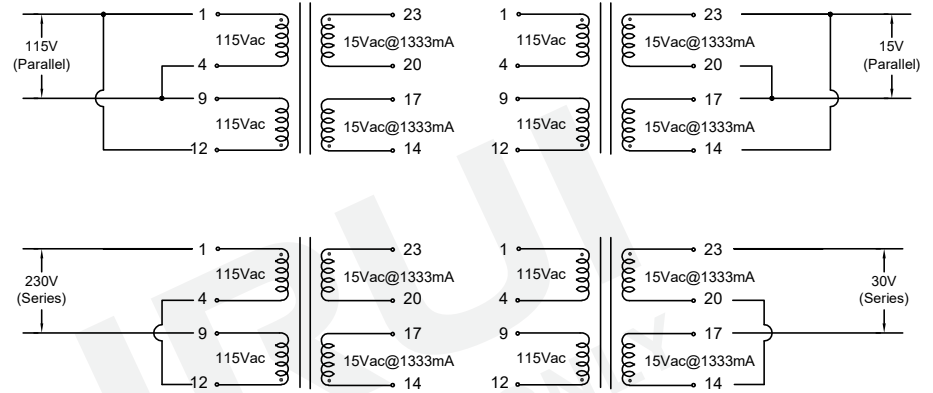 1 23 1 23
115V 115Vac 15Vac@1333mA 115Vac 15Vac@1333mA 15V
(Parallel) 4 20 4 20 (Parallel)
9 17 9 17
115Vac 15Vac@1333mA 115Vac 15Vac@1333mA
12 14 12 14
1 23 1 23
230V 115Vac 15Vac@1333mA 115Vac 15Vac@1333mA 30V
(Series) 4 20 4 20 (Series)
9 17 9 17
115Vac 15Vac@1333mA 115Vac 15Vac@1333mA
12 14 12 14